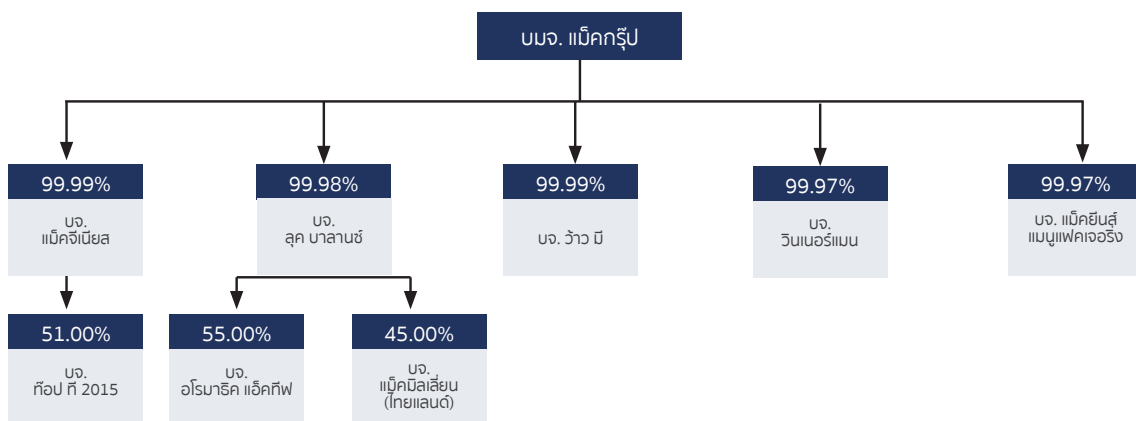 บมจ. แม็คกรุ๊ป
99.99%
บจ.
แม็คจีเนียส
99.98%
บจ.
ลุค บาลานซ์
99.99%
บจ. ว้าว มี
99.97%
บจ.
วินเนอร์แมน
99.97%
บจ. แม็คยีนส์
แมนูแฟคเจอริ่ง
51.00%
บจ.
ท๊อป ที 2015
55.00%
บจ.
อโรมาธิค แอ็คทีฟ
45.00%
บจ.
แม็คมิลเลี่ยน
(ไทยแลนด์)